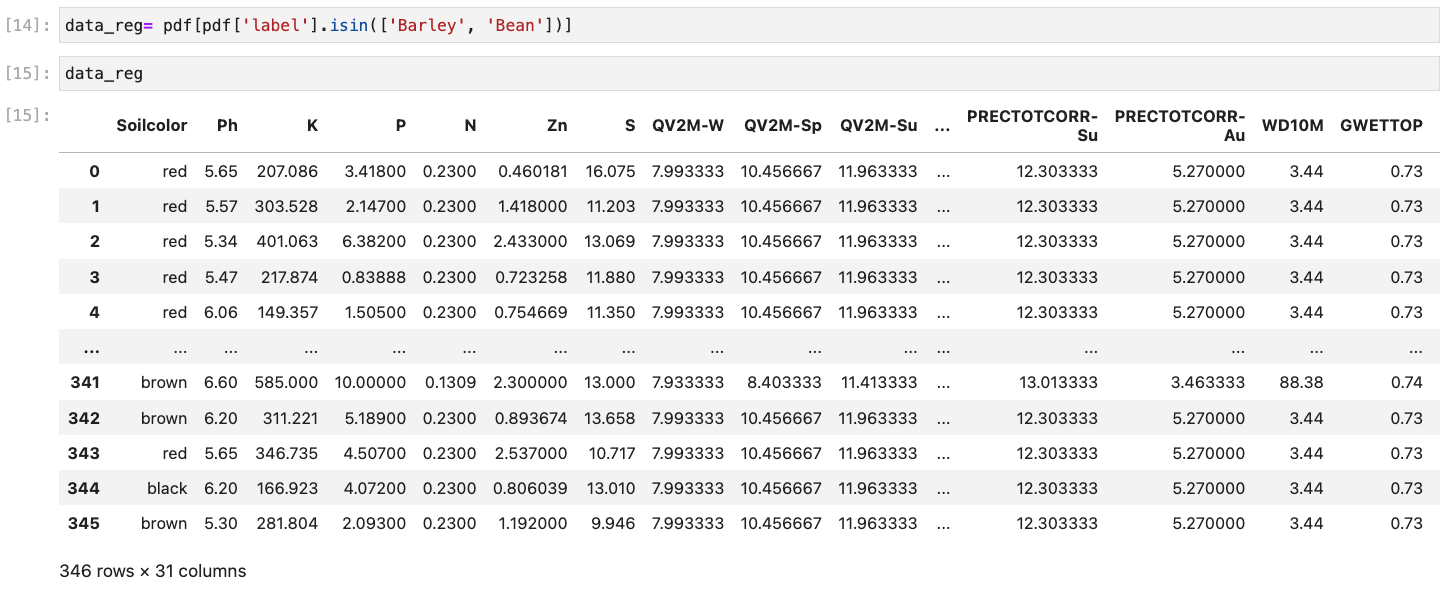 [14]: data_reg= pdf[pdf['label'].isin(['Barley', 'Bean'])]
[15]: data_reg
[15]:
Soilcolor Ph K P N Zn S QV2M-W QV2M-Sp QV2M-Su ... PRECTOTCORR-Su PRECTOTCORR-Au WD10M GWETTOP
0 red 5.65 207.086 3.41800 0.2300 0.460181 16.075 7.993333 10.456667 11.963333 ... 12.303333 5.270000 3.44 0.73
1 red 5.57 303.528 2.14700 0.2300 1.418000 11.203 7.993333 10.456667 11.963333 ... 12.303333 5.270000 3.44 0.73
2 red 5.34 401.063 6.38200 0.2300 2.433000 13.069 7.993333 10.456667 11.963333 ... 12.303333 5.270000 3.44 0.73
3 red 5.47 217.874 0.83888 0.2300 0.723258 11.880 7.993333 10.456667 11.963333 ... 12.303333 5.270000 3.44 0.73
4 red 6.06 149.357 1.50500 0.2300 0.754669 11.350 7.993333 10.456667 11.963333 ... 12.303333 5.270000 3.44 0.73
... ... ... ... ... ... ... ... ... ... ... ... ... ... ... ...
341 brown 6.60 585.000 10.00000 0.1309 2.300000 13.000 7.933333 8.403333 11.413333 ... 13.013333 3.463333 88.38 0.74
342 brown 6.20 311.221 5.18900 0.2300 0.893674 13.658 7.993333 10.456667 11.963333 ... 12.303333 5.270000 3.44 0.73
343 red 5.65 346.735 4.50700 0.2300 2.537000 10.717 7.993333 10.456667 11.963333 ... 12.303333 5.270000 3.44 0.73
344 black 6.20 166.923 4.07200 0.2300 0.806039 13.010 7.993333 10.456667 11.963333 ... 12.303333 5.270000 3.44 0.73
345 brown 5.30 281.804 2.09300 0.2300 1.192000 9.946 7.993333 10.456667 11.963333 ... 12.303333 5.270000 3.44 0.73
346 rows × 31 columns